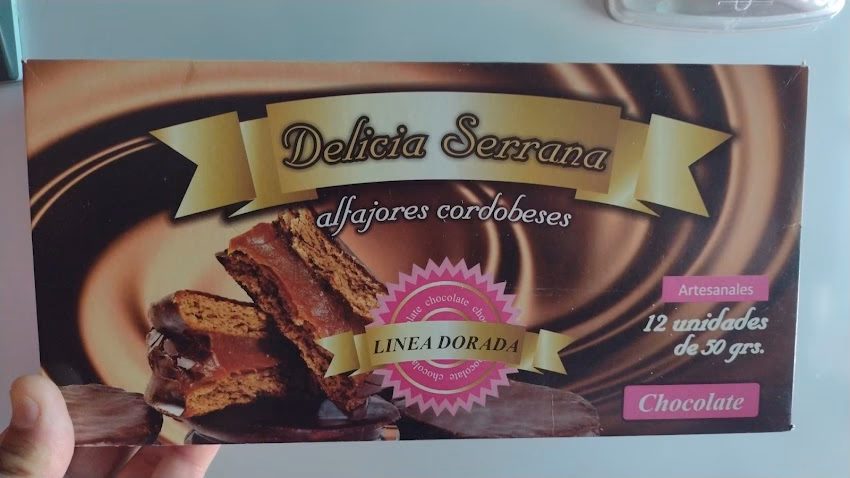 Delicia Serrana
alfajores cordobeses
LINEA DORADA
Artesanales
12 unidades
de 50 grs.
Chocolate